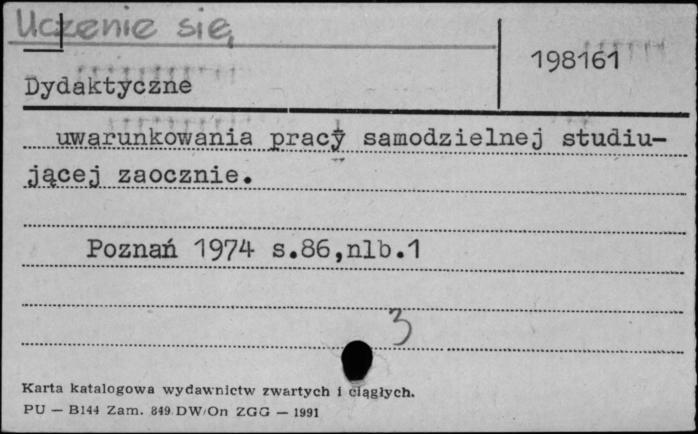 Uczenie się
198161
Dydaktyczne
uwarunkowania pracy samodzielnej studiu-
jącej zaocznie.
Poznań 1974 s.86,nlb.1
3
Karta katalogowa wydawnictw zwartych i ciągłych.
PU — B144 Zam. 849 DW/On ZGG — 1991